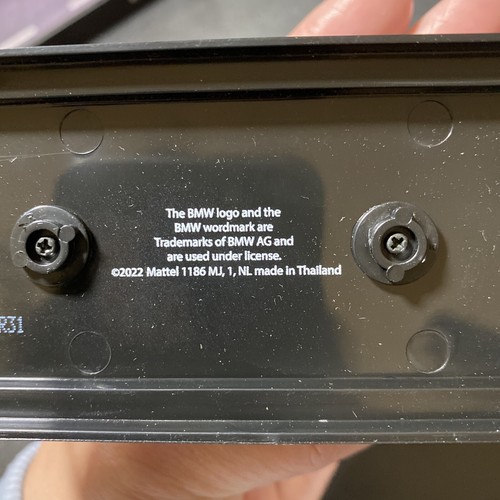 The BMW logo and the
BMW wordmark are
Trademarks of BMW AG and
are used under license.
©2022 Mattel 1186 MJ, 1, NL made in Thailand
R31